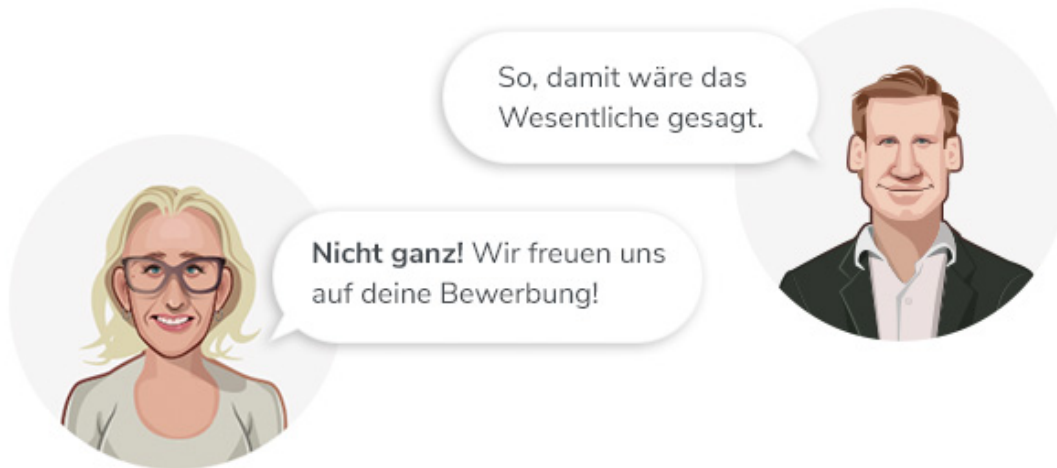 So, damit wäre das
Wesentliche gesagt.
Nicht ganz! Wir freuen uns
auf deine Bewerbung!